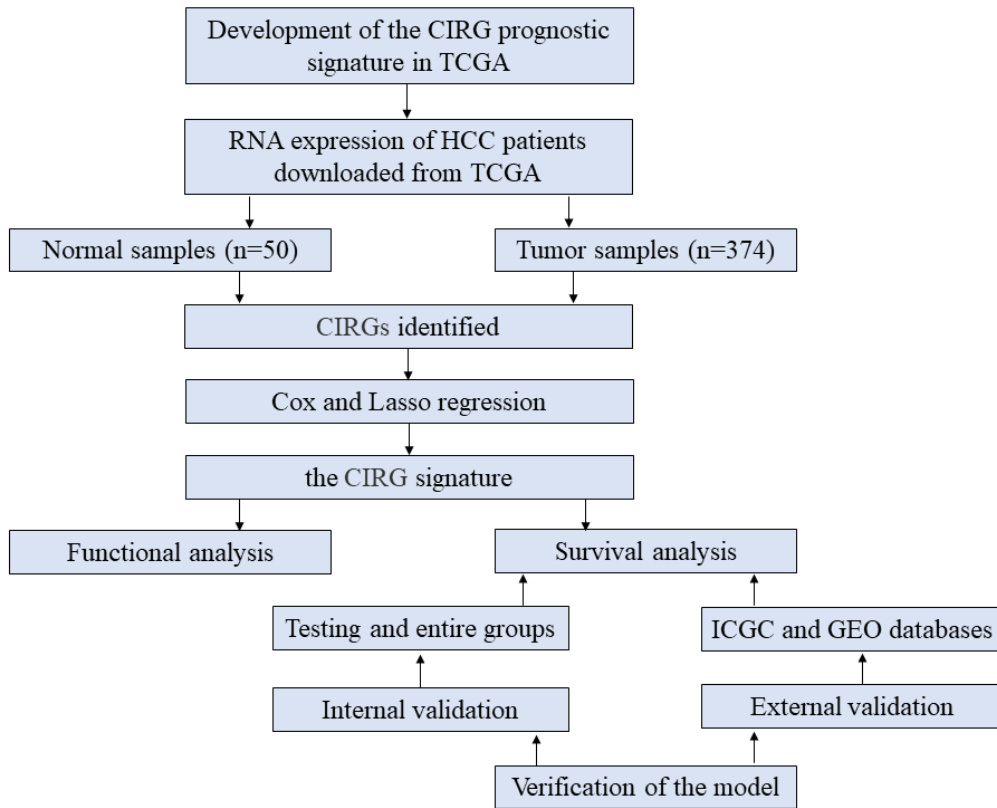 Development of the CIRG prognostic
signature in TCGA
RNA expression of HCC patients
downloaded from TCGA
Normal samples (n=50)
Tumor samples (n=374)
CIRGs identified
Cox and Lasso regression
the CIRG signature
Functional analysis
Survival analysis
Testing and entire groups
ICGC and GEO databases
Internal validation
External validation
Verification of the model